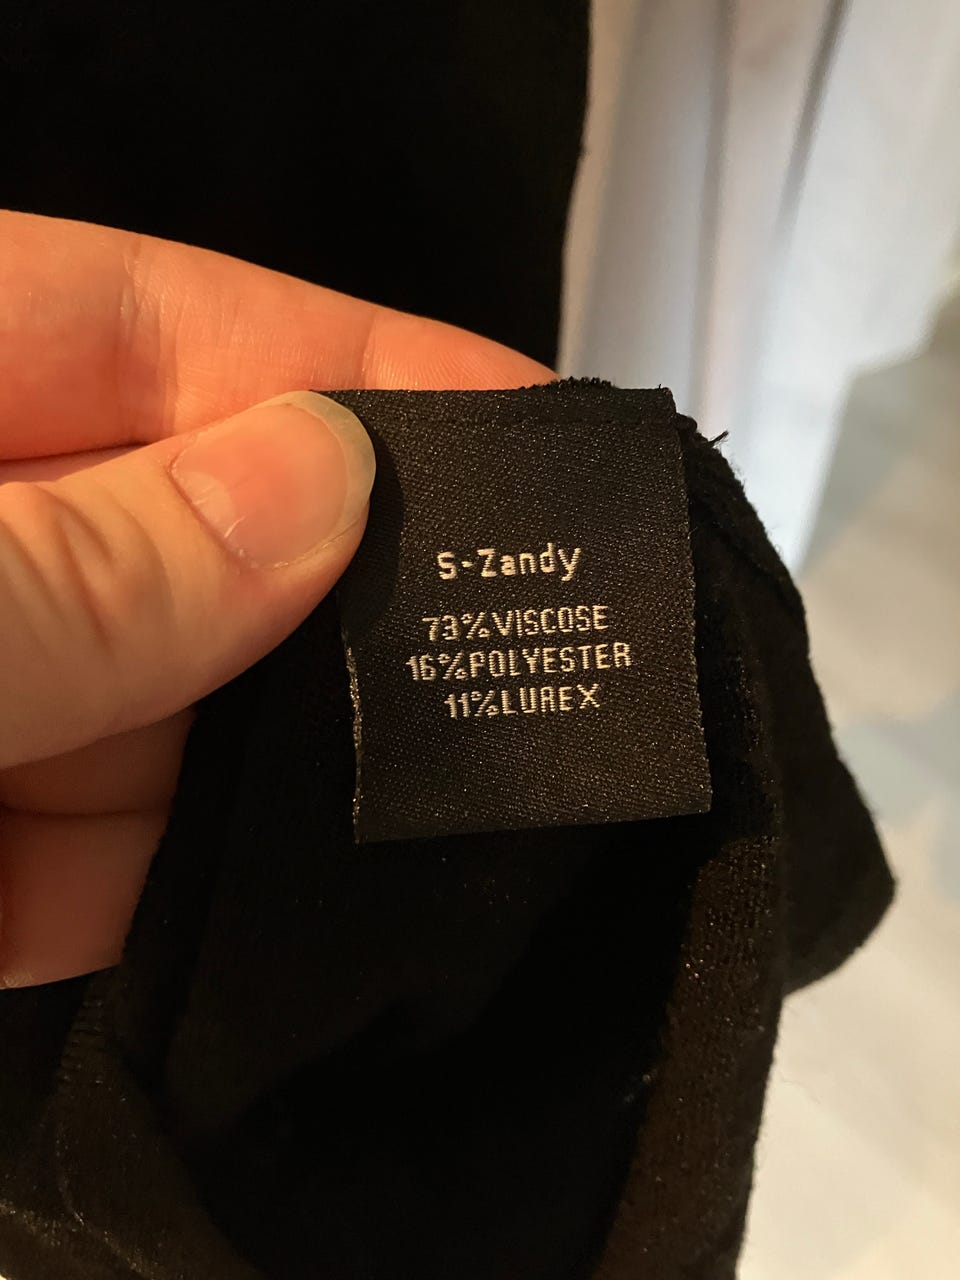 S-Zandy
73%VISCOSE
16%POLYESTER
11%LUREX